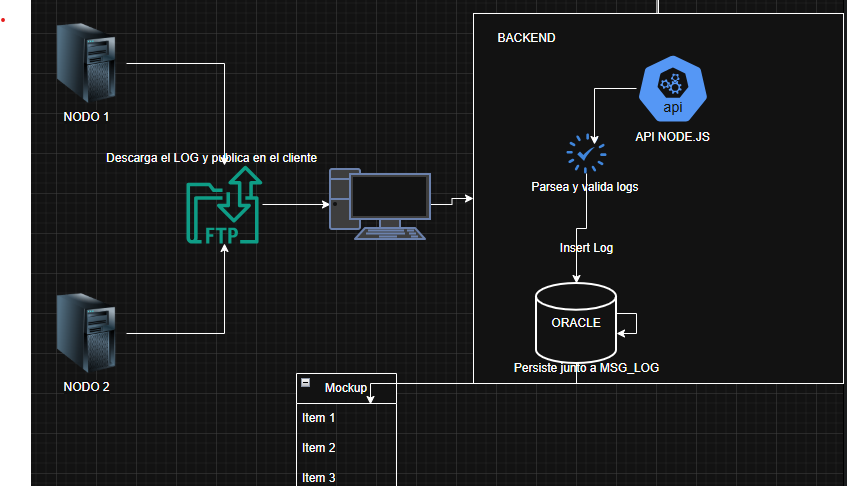 BACKEND
NODO 1
api
API NODE.JS
Descarga el LOG y publica en el cliente
Parsea y valida logs
FTP
Insert Log
ORACLE
NODO 2
Persiste junto a MSG_LOG
Mockup
Item 1
Item 2
Item 3